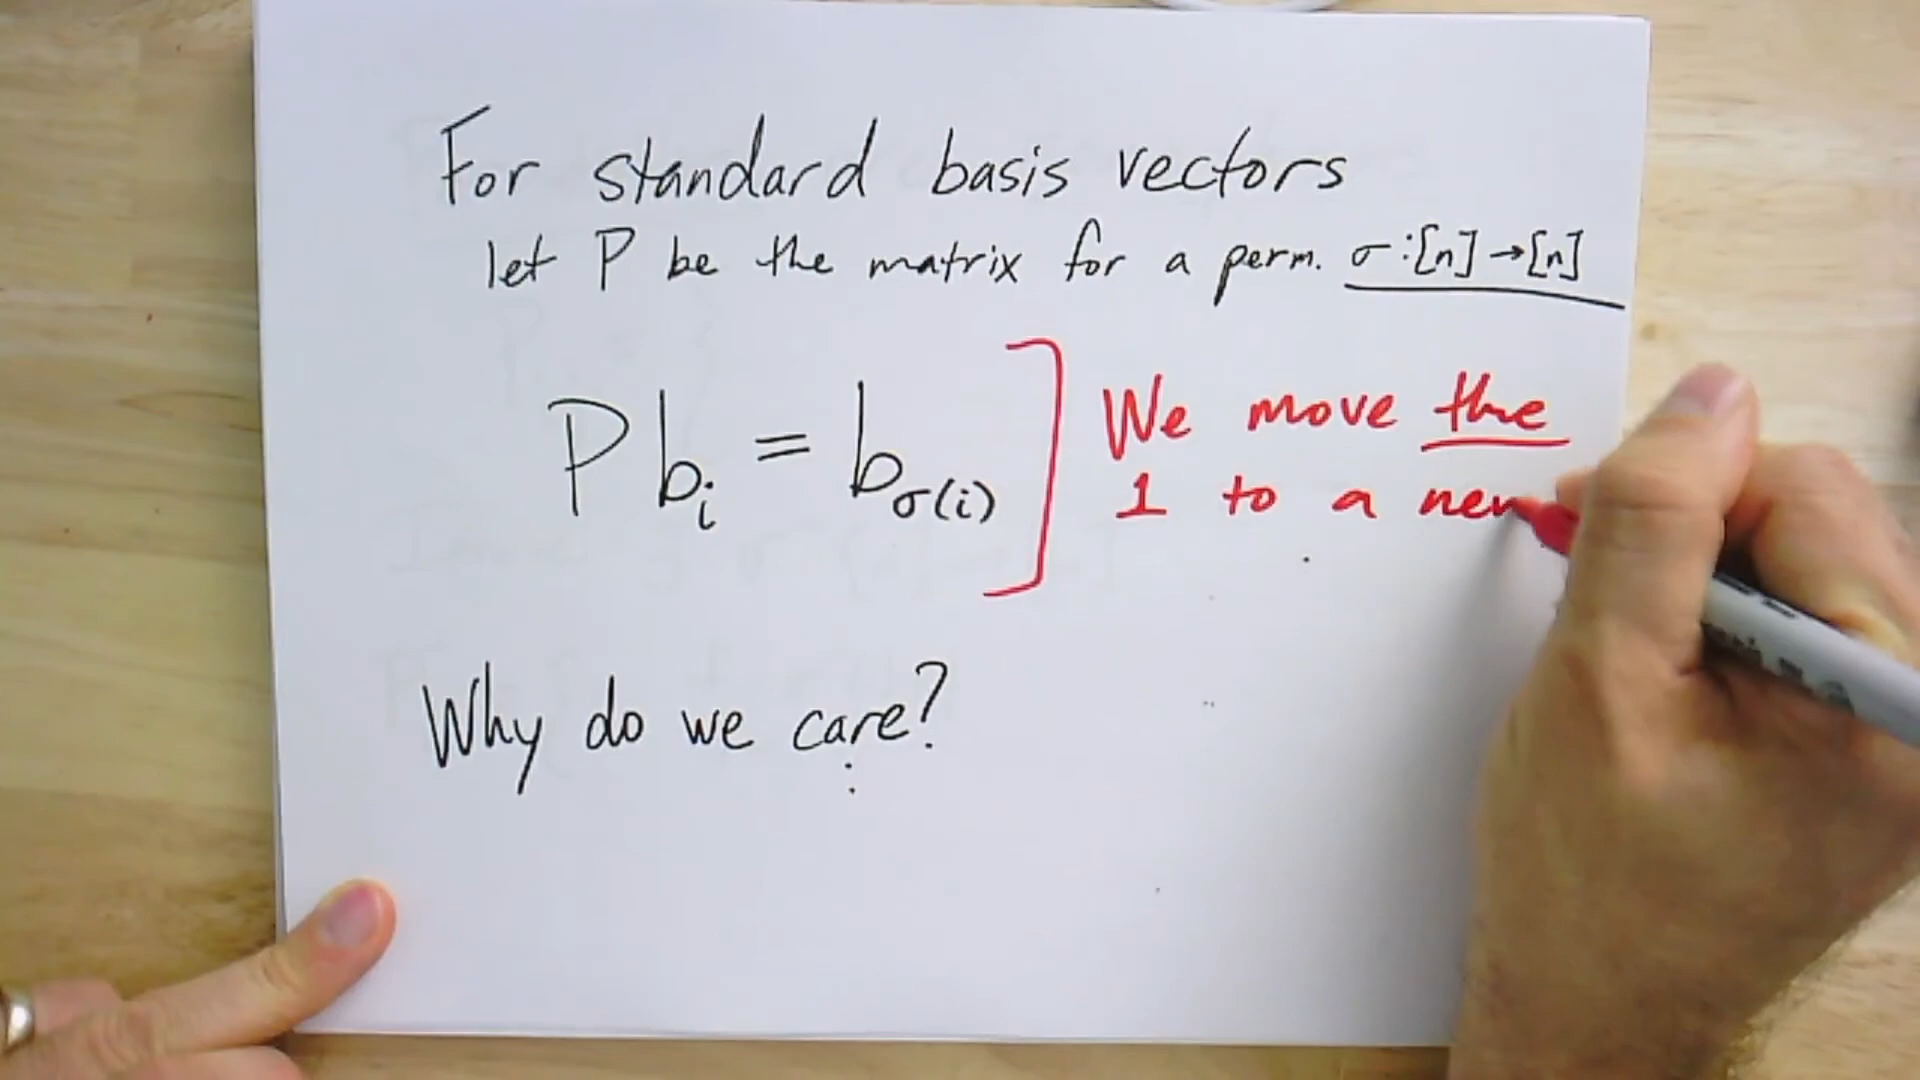 For standard basis vectors
let P be the matrix for a perm. σ:[n]→[n]
P b_i = b_σ(i)
We move the
1 to a new
Why do we care?